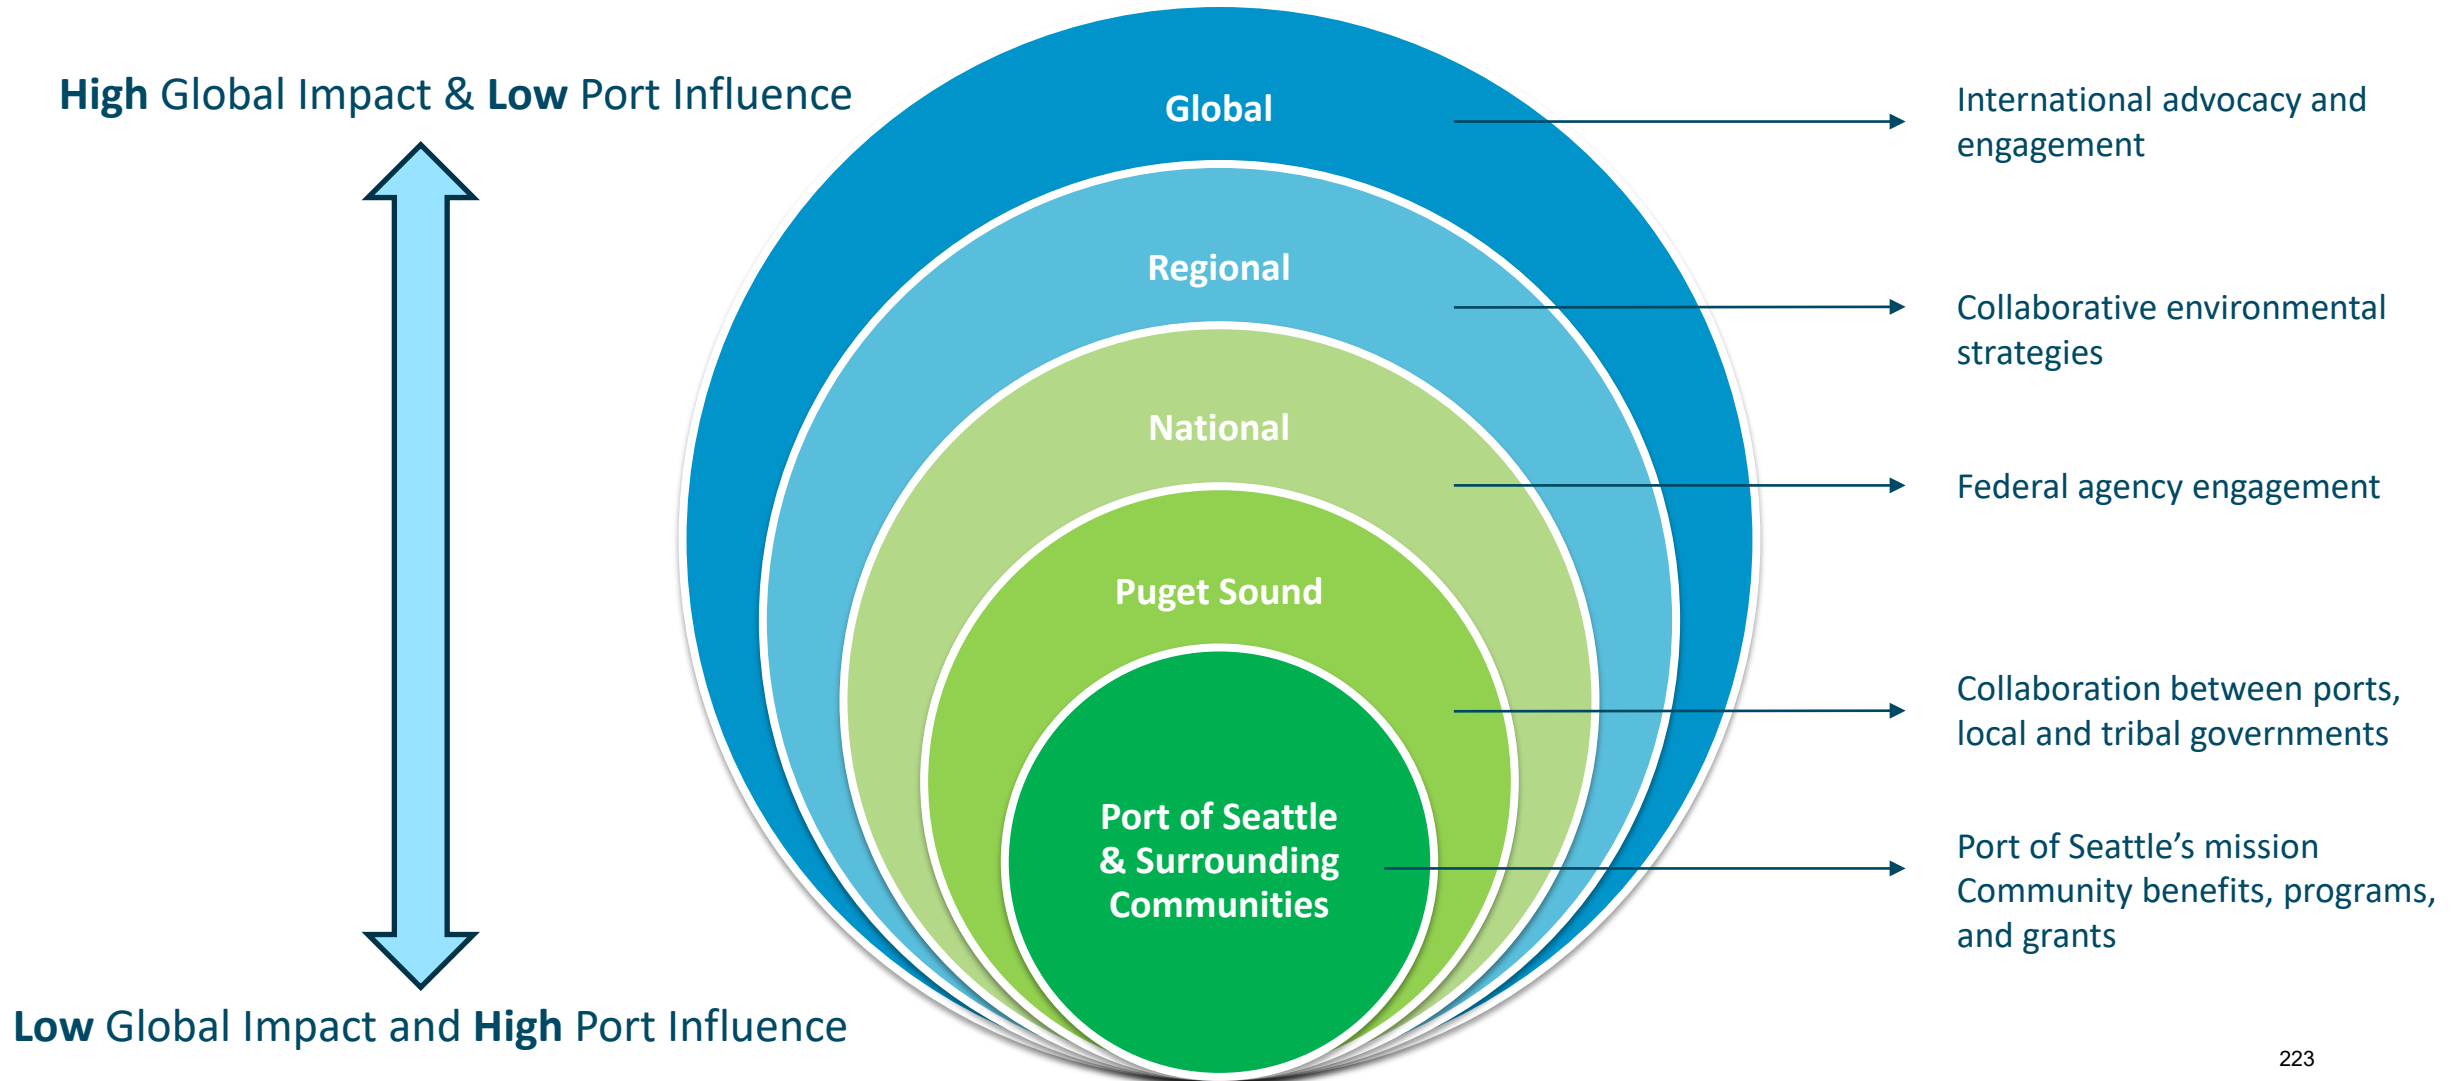 High Global Impact & Low Port Influence
Global
International advocacy and
engagement
Regional
Collaborative environmental
strategies
National
Federal agency engagement
Puget Sound
Collaboration between ports,
local and tribal governments
Port of Seattle
& Surrounding
Communities
Port of Seattle’s mission
Community benefits, programs,
and grants
Low Global Impact and High Port Influence
223